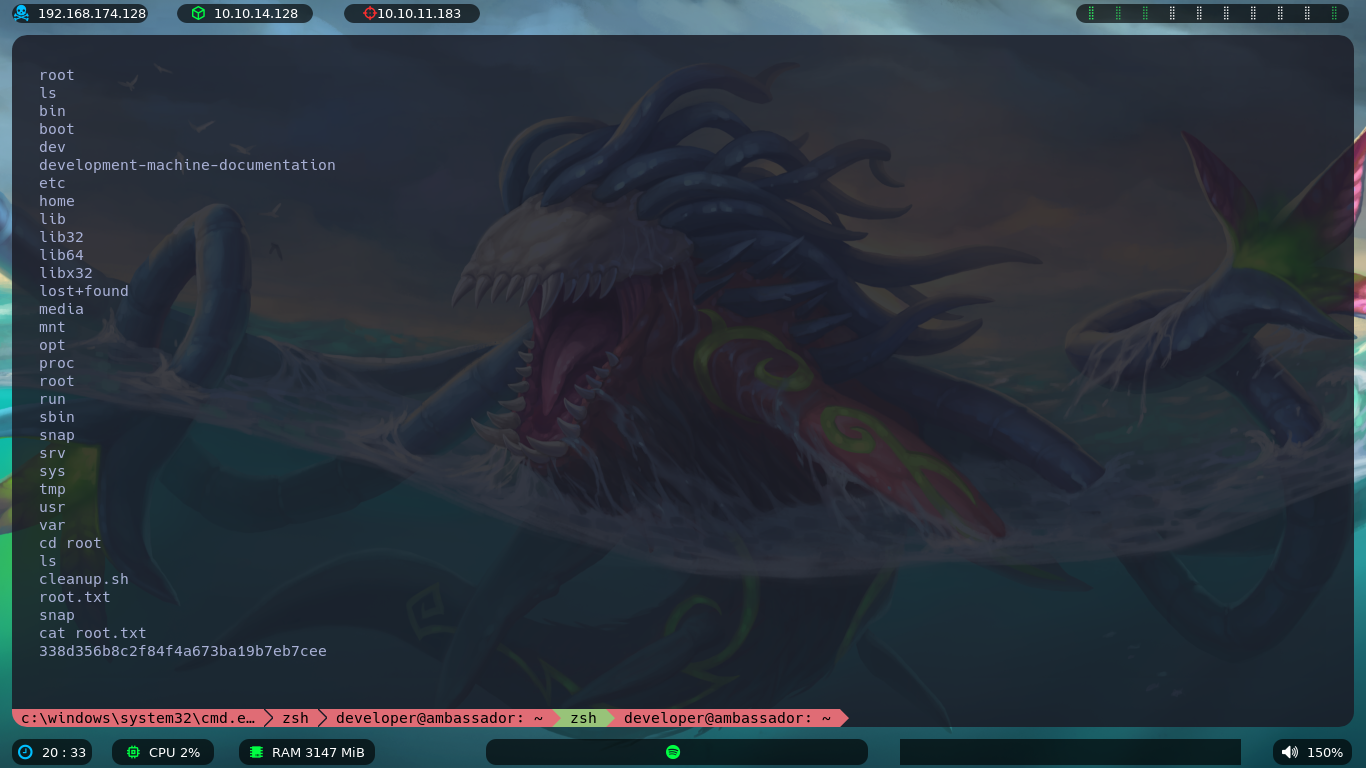 192.168.174.128 10.10.14.128 10.10.11.183
root
ls
bin
boot
dev
development-machine-documentation
etc
home
lib
lib32
lib64
libx32
lost+found
media
mnt
opt
proc
root
run
sbin
snap
srv
sys
tmp
usr
var
cd root
ls
cleanup.sh
root.txt
snap
cat root.txt
338d356b8c2f84f4a673ba19b7eb7cee
c:\windows\system32\cmd.e… zsh developer@ambassador: ~ zsh developer@ambassador: ~
20 : 33 CPU 2% RAM 3147 MiB 150%